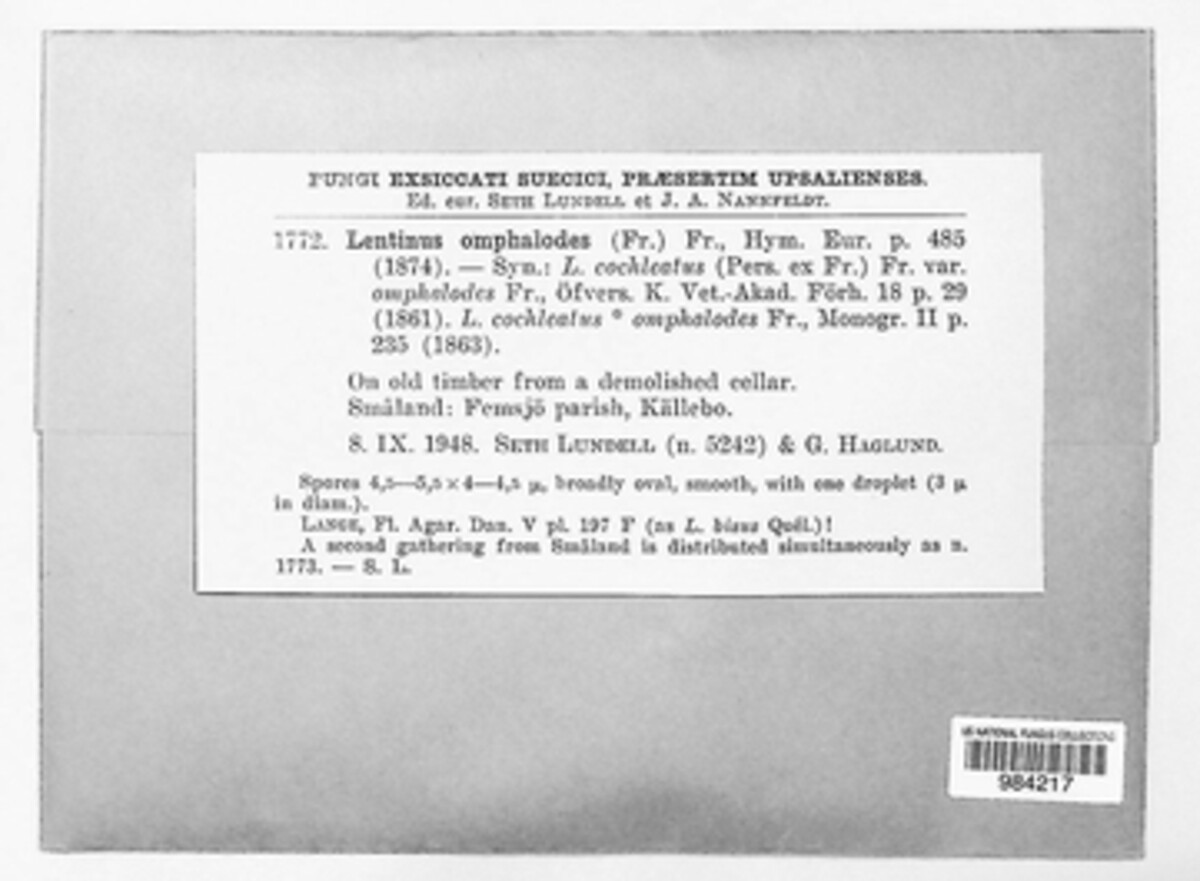 FUNGI EXSICCATI SUECICI, PRÆSERTIM UPSALIENSES.
Ed. cur. SETH LUNDELL et J. A. NANNFELDT.
1772. Lentinus omphalodes (Fr.) Fr., Hym. Eur. p. 485
(1874). — Syn.: L. cochleatus (Pers. ex Fr.) Fr. var.
omphalodes Fr., Öfvers. K. Vet.-Akad. Förh. 18 p. 29
(1861). L. cochleatus * omphalodes Fr., Monogr. II p.
235 (1863).
On old timber from a demolished cellar.
Småland: Femsjö parish, Källebo.
8. IX. 1948. SETH LUNDELL (n. 5242) & G. HAGLUND.
Spores 4,5—5,5 × 4—4,5 µ, broadly oval, smooth, with one droplet (3 µ
in diam.).
LANGE, Fl. Agar. Dan. V pl. 197 F (as L. bisus Quél.)!
A second gathering from Småland is distributed simultaneously as n.
1773. — S. L.
US NATIONAL FUNGUS COLLECTIONS
984217